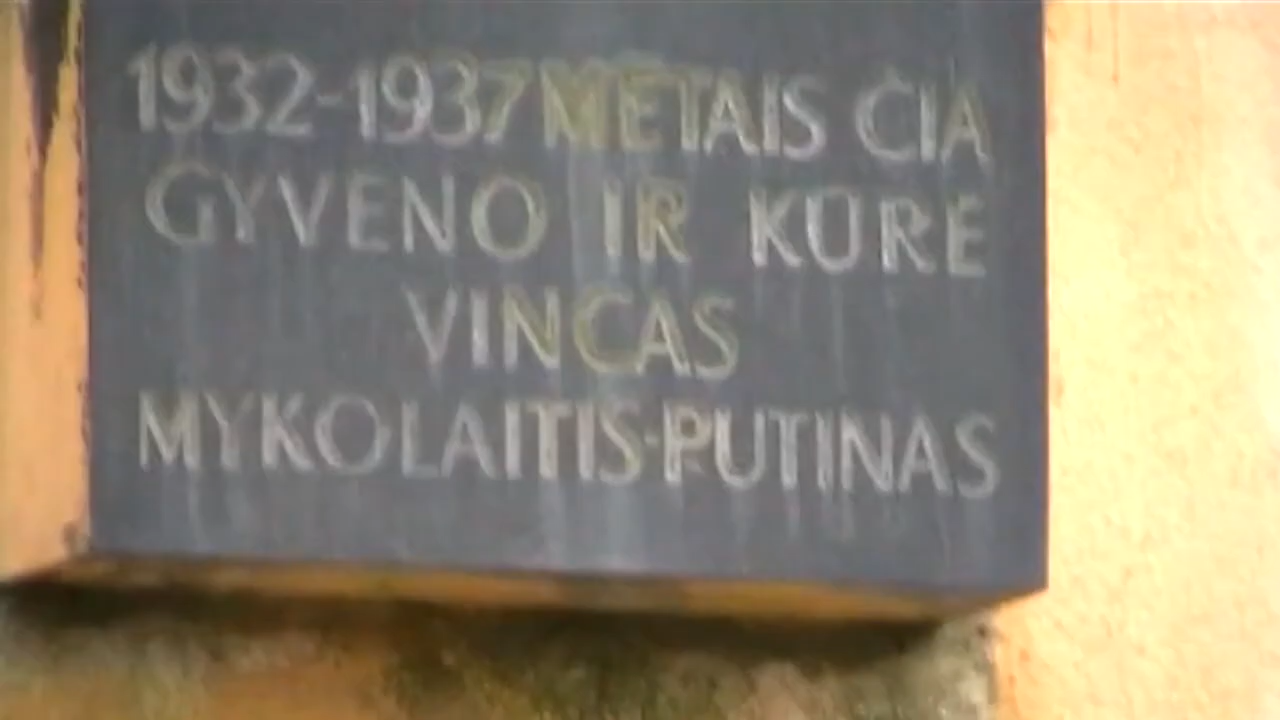 1932-1937 METAIS ČIA
GYVENO IR KŪRĖ
VINCAS
MYKOLAITIS-PUTINAS